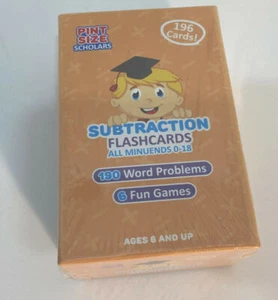 PINT
SIZE
SCHOLARS
196
Cards!
SUBTRACTION
FLASHCARDS
ALL MINUENDS 0-18
190 Word Problems
6 Fun Games
AGES 6 AND UP